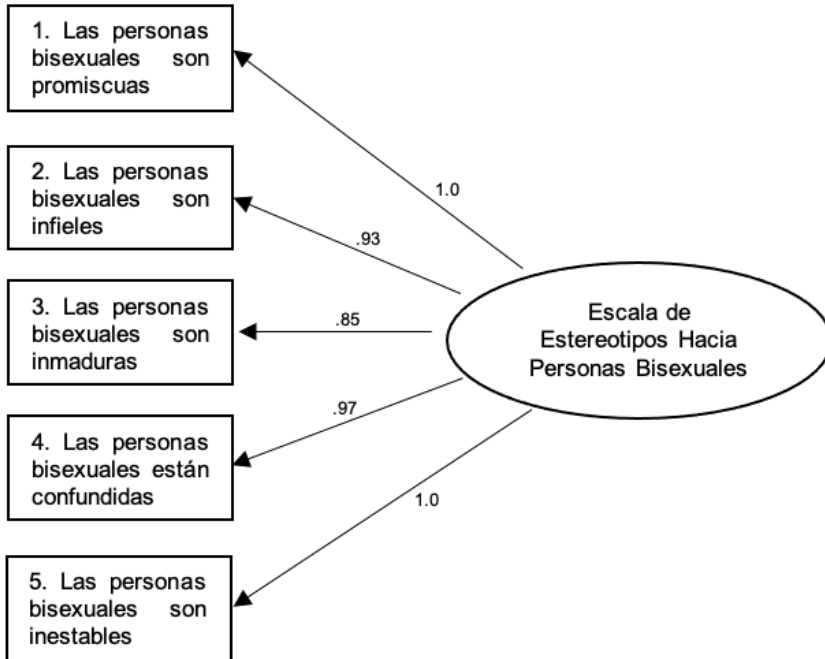 1. Las personas
bisexuales son
promiscuas
1.0
2. Las personas
bisexuales son
infieles
.93
3. Las personas
bisexuales son
inmaduras
.85
Escala de
Estereotipos Hacia
Personas Bisexuales
4. Las personas
bisexuales están
confundidas
.97
5. Las personas
bisexuales son
inestables
1.0